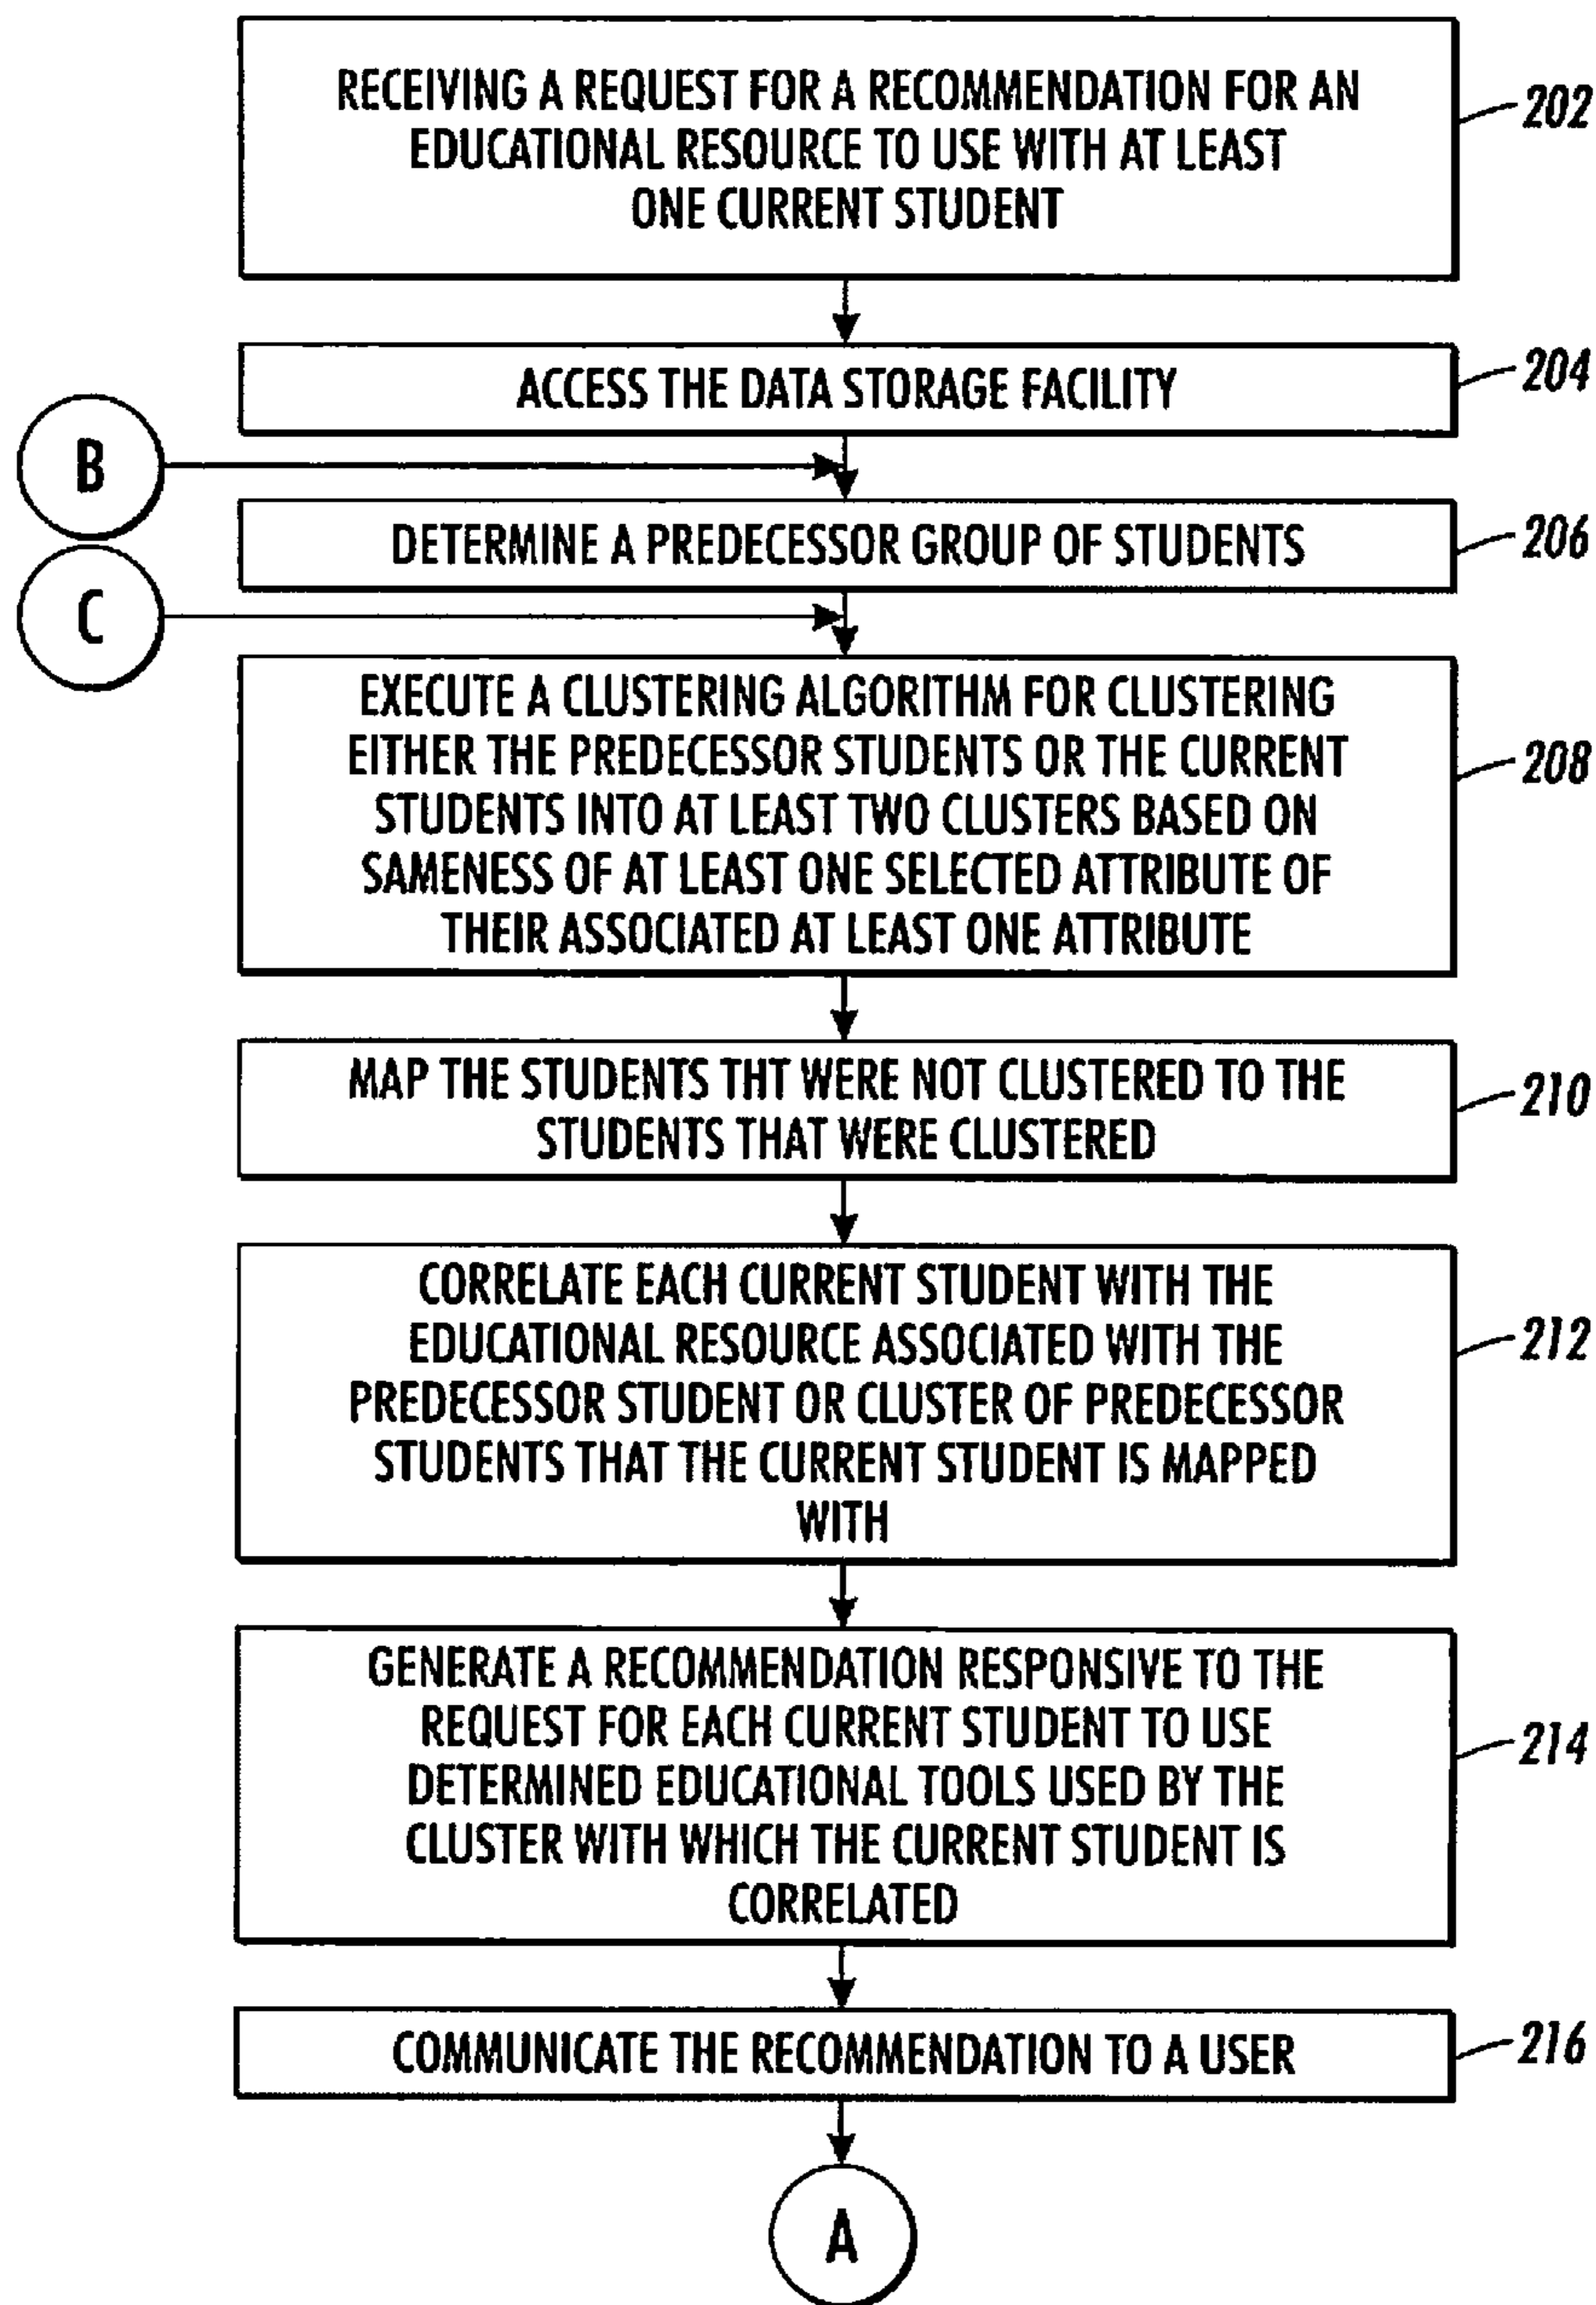 RECEIVING A REQUEST FOR A RECOMMENDATION FOR AN
EDUCATIONAL RESOURCE TO USE WITH AT LEAST
ONE CURRENT STUDENT
202
ACCESS THE DATA STORAGE FACILITY
204
B
DETERMINE A PREDECESSOR GROUP OF STUDENTS
206
C
EXECUTE A CLUSTERING ALGORITHM FOR CLUSTERING
EITHER THE PREDECESSOR STUDENTS OR THE CURRENT
STUDENTS INTO AT LEAST TWO CLUSTERS BASED ON
SAMENESS OF AT LEAST ONE SELECTED ATTRIBUTE OF
THEIR ASSOCIATED AT LEAST ONE ATTRIBUTE
208
MAP THE STUDENTS THT WERE NOT CLUSTERED TO THE
STUDENTS THAT WERE CLUSTERED
210
CORRELATE EACH CURRENT STUDENT WITH THE
EDUCATIONAL RESOURCE ASSOCIATED WITH THE
PREDECESSOR STUDENT OR CLUSTER OF PREDECESSOR
STUDENTS THAT THE CURRENT STUDENT IS MAPPED
WITH
212
GENERATE A RECOMMENDATION RESPONSIVE TO THE
REQUEST FOR EACH CURRENT STUDENT TO USE
DETERMINED EDUCATIONAL TOOLS USED BY THE
CLUSTER WITH WHICH THE CURRENT STUDENT IS
CORRELATED
214
COMMUNICATE THE RECOMMENDATION TO A USER
216
A